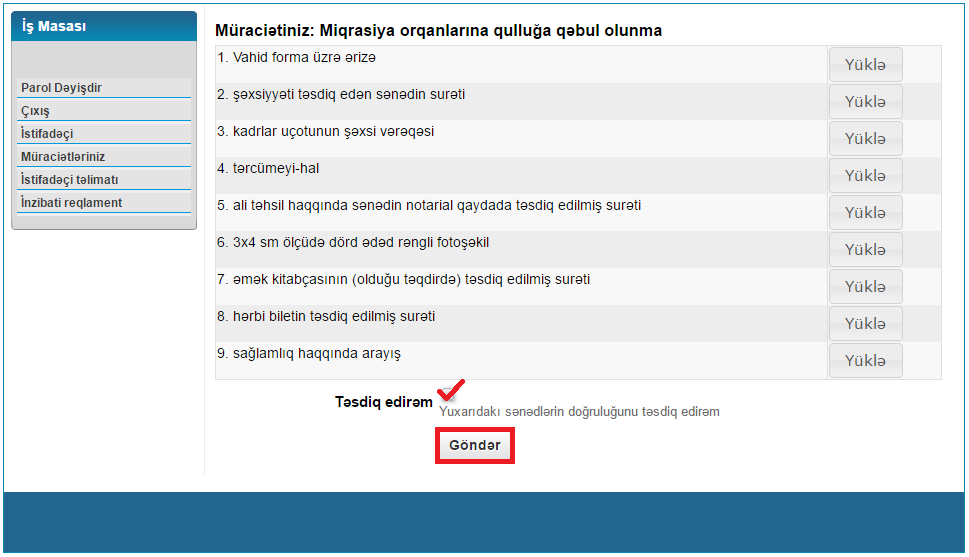 İş Masası
Parol Dəyişdir
Çıxış
İstifadəçi
Müraciətləriniz
İstifadəçi təlimatı
İnzibati reqlament
Müraciətiniz: Miqrasiya orqanlarına qulluğa qəbul olunma
1. Vahid forma üzrə ərizə Yüklə
2. şəxsiyyəti təsdiq edən sənədin surəti Yüklə
3. kadrlar uçotunun şəxsi vərəqəsi Yüklə
4. tərcümeyi-hal Yüklə
5. ali təhsil haqqında sənədin notarial qaydada təsdiq edilmiş surəti Yüklə
6. 3x4 sm ölçüdə dörd ədəd rəngli fotoşəkil Yüklə
7. əmək kitabçasının (olduğu təqdirdə) təsdiq edilmiş surəti Yüklə
8. hərbi biletin təsdiq edilmiş surəti Yüklə
9. sağlamlıq haqqında arayış Yüklə
Təsdiq edirəm
Yuxarıdakı sənədlərin doğruluğunu təsdiq edirəm
Göndər